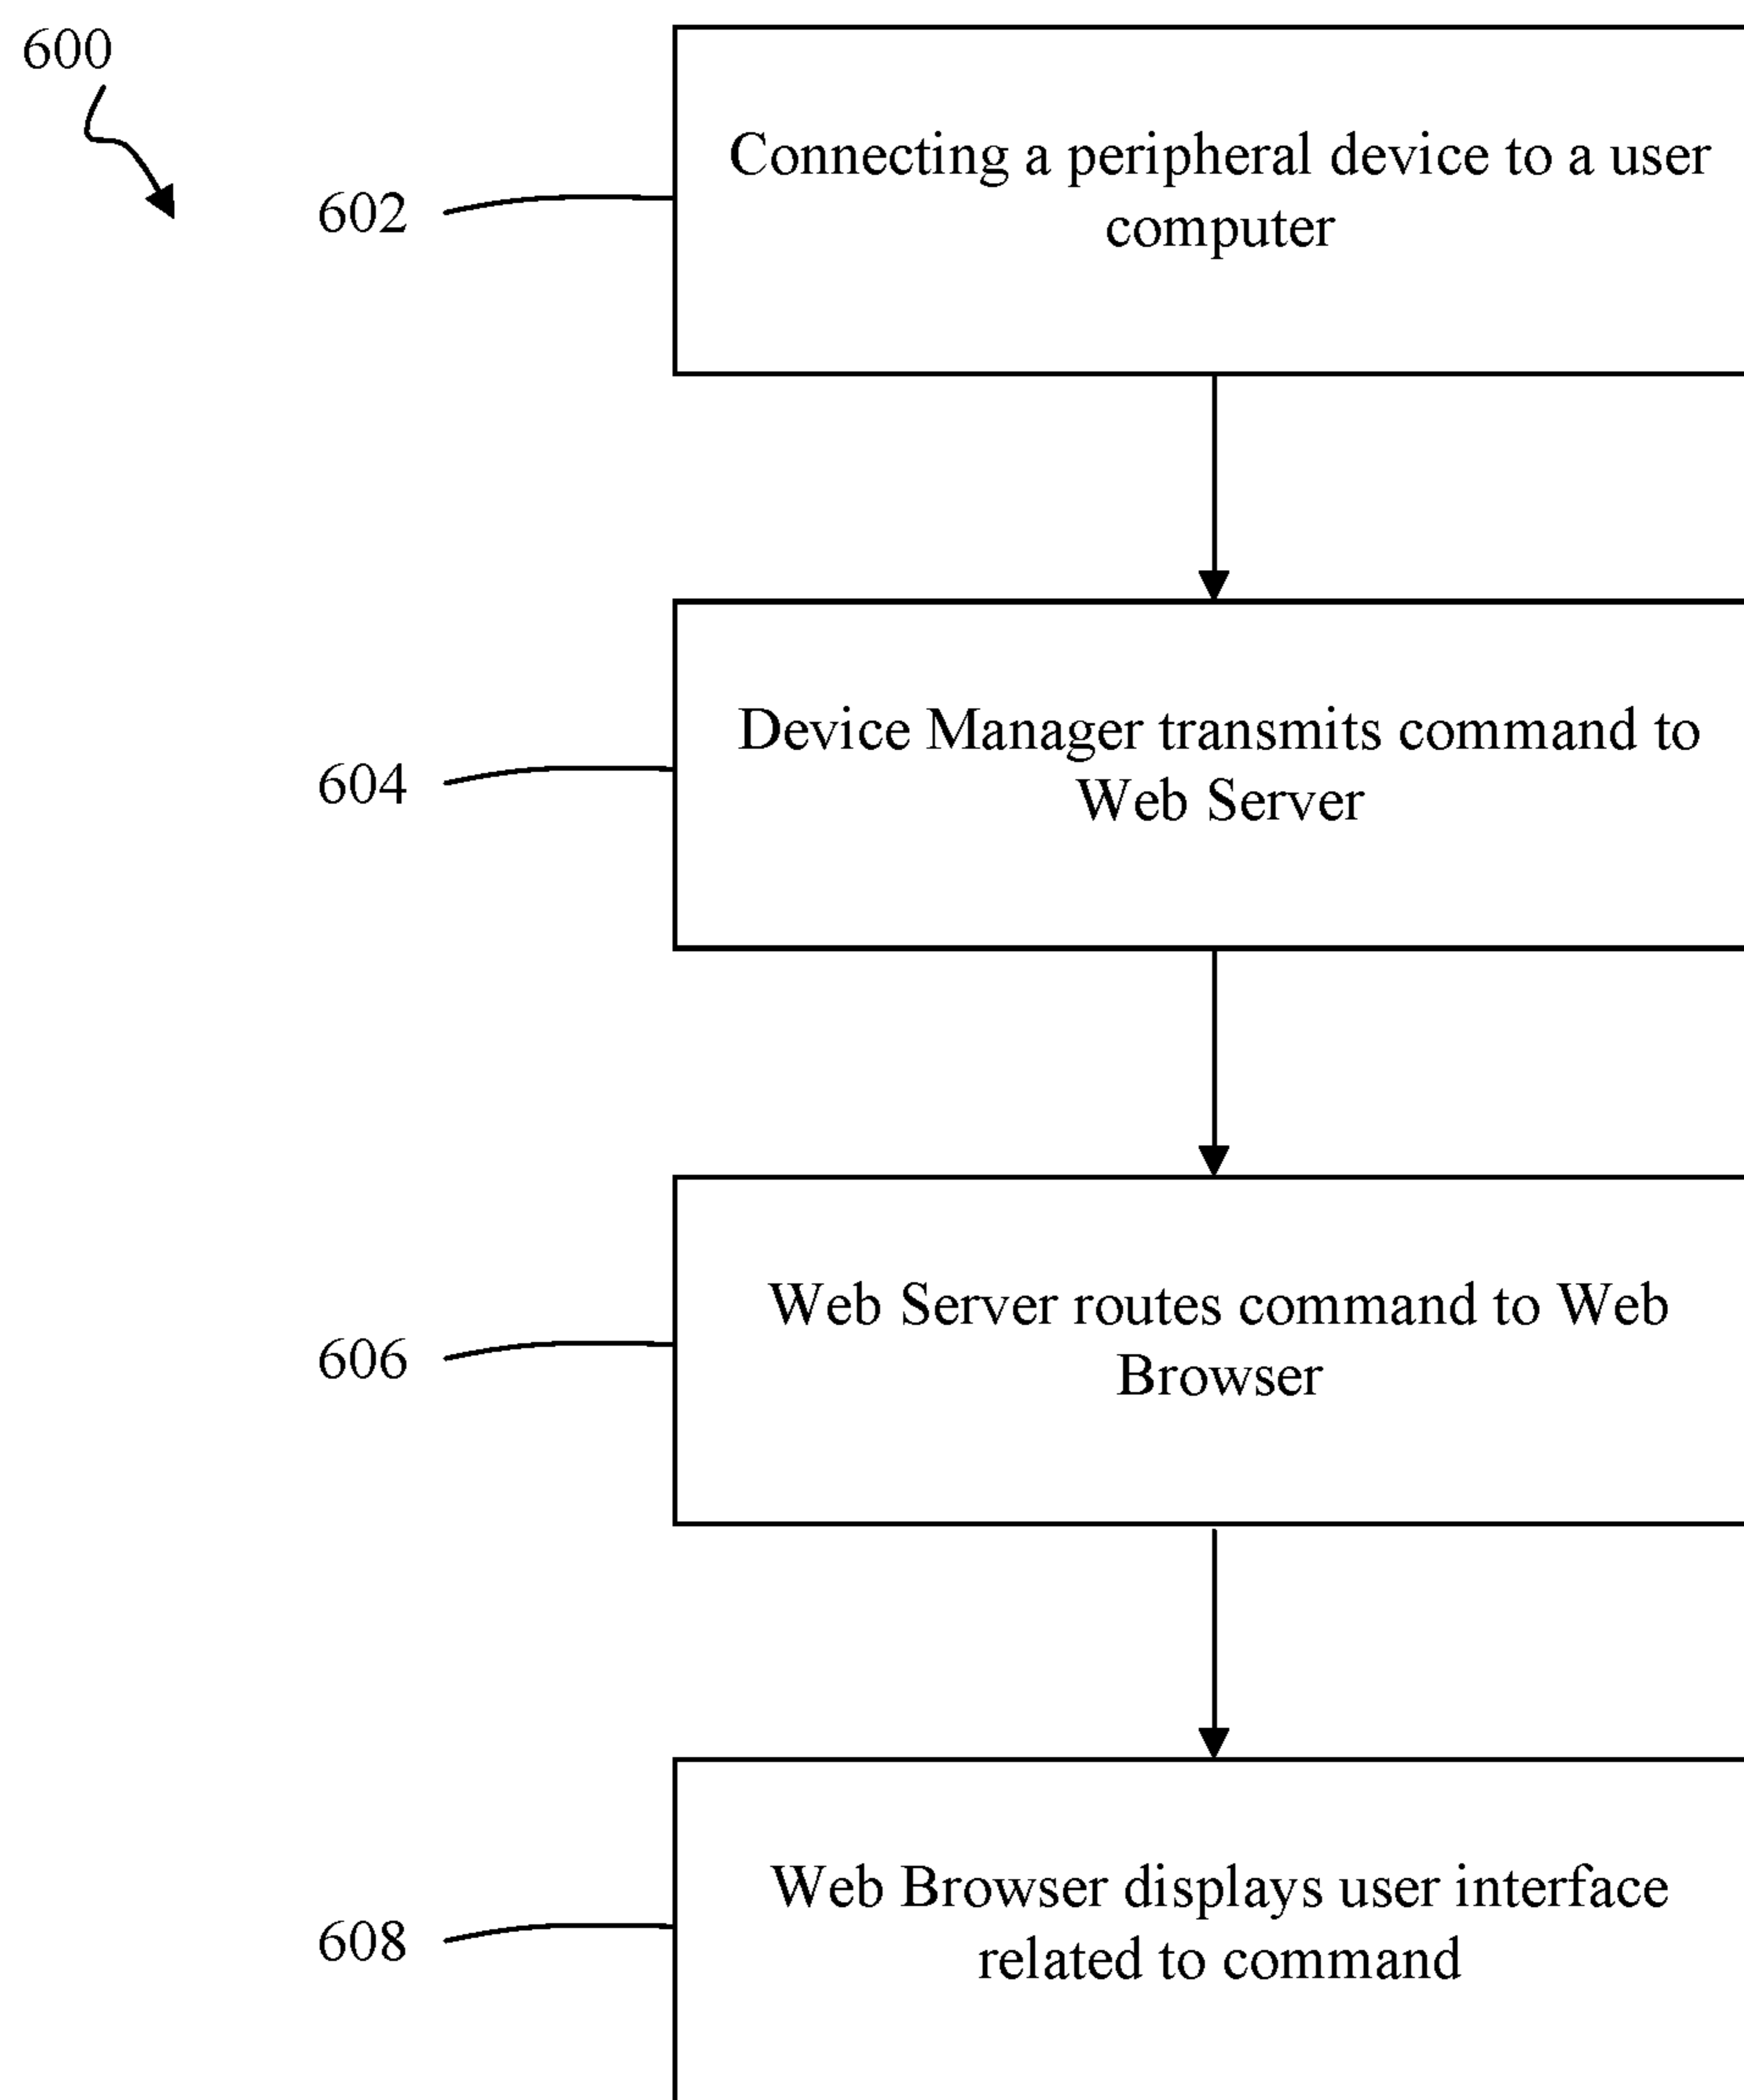 600
Connecting a peripheral device to a user
computer
602
Device Manager transmits command to
Web Server
604
Web Server routes command to Web
Browser
606
Web Browser displays user interface
related to command
608